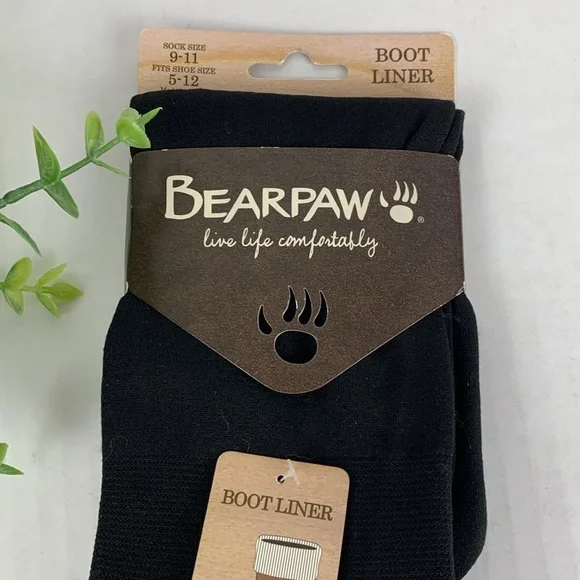 SOCK SIZE
9-11
FITS SHOE SIZE
5-12
BOOT
LINER
BEARPAW®
live life comfortably
BOOT LINER